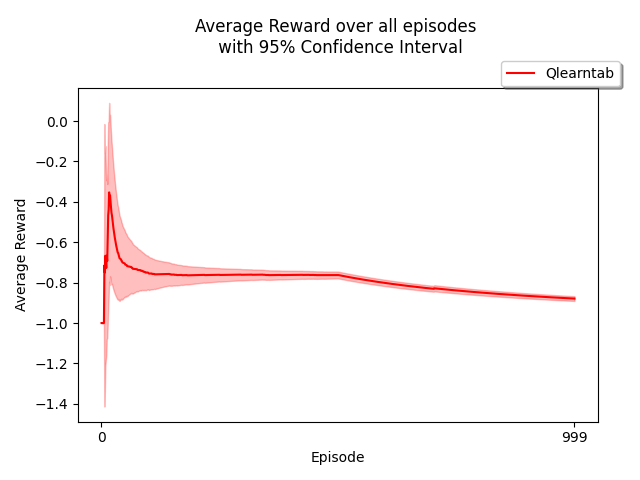 Average Reward over all episodes
with 95% Confidence Interval
Qlearntab
0.0
−0.2
−0.4
−0.6
−0.8
−1.0
−1.2
−1.4
Average Reward
0
999
Episode